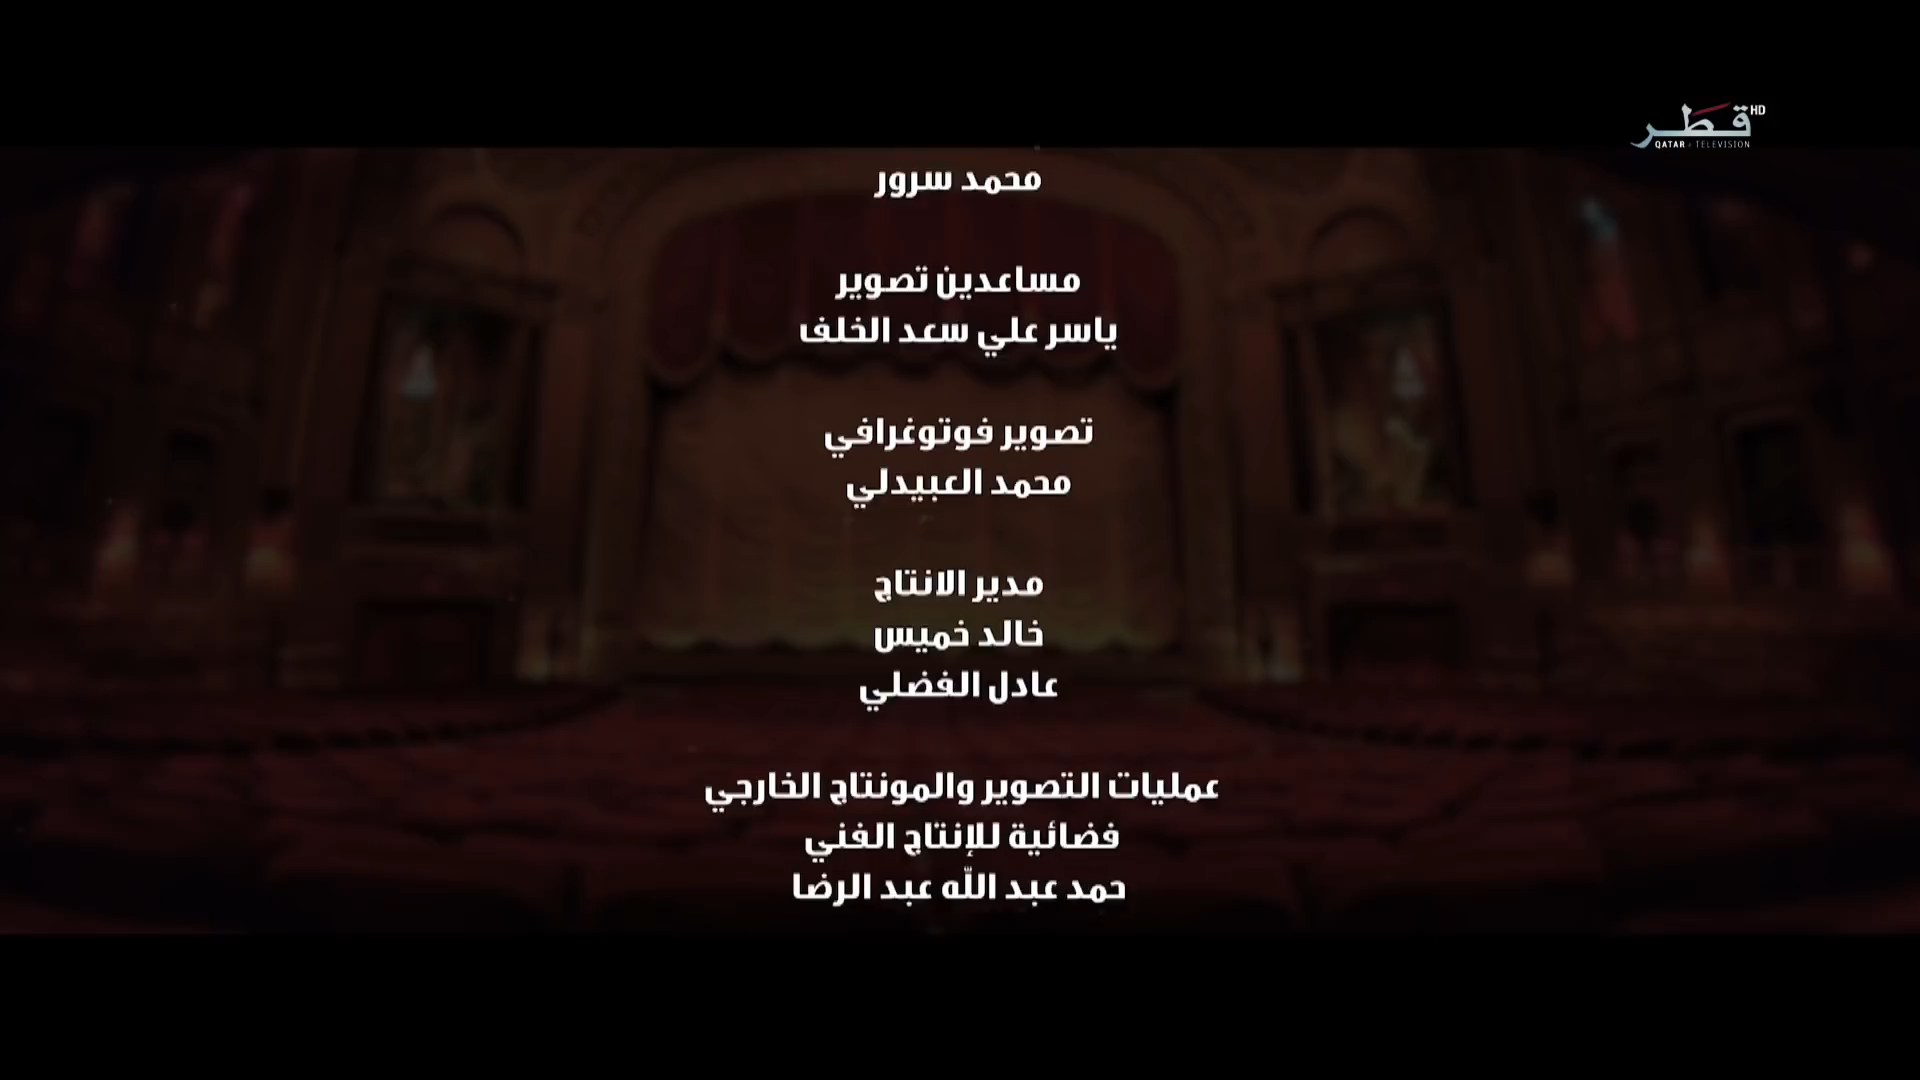 قطر HD
QATAR TELEVISION
محمد سرور
مساعدين تصوير
ياسر علي سعد الخلف
تصوير فوتوغرافي
محمد العبيدلي
مدير الانتاج
خالد خميس
عادل الفضلي
عمليات التصوير والمونتاج الخارجي
فضائية للإنتاج الفني
حمد عبد الله عبد الرضا